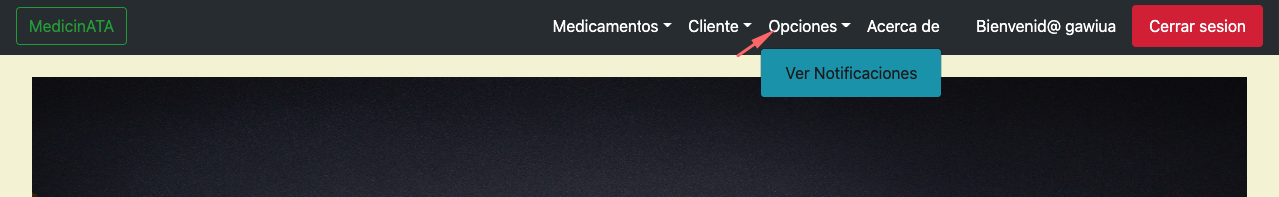 MedicinATA Medicamentos Cliente Opciones Acerca de Bienvenid@ gawiua Cerrar sesion
Ver Notificaciones